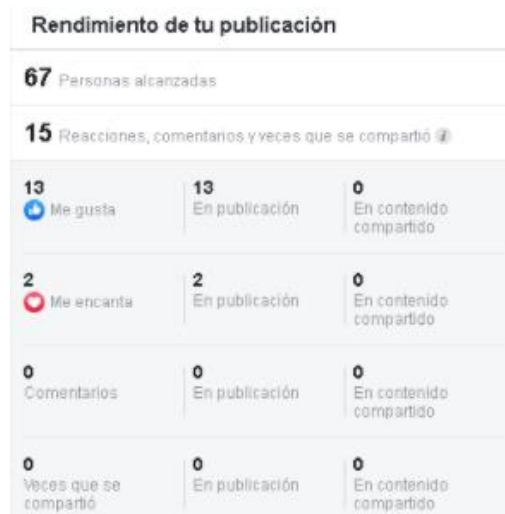 Rendimiento de tu publicación
67 Personas alcanzadas
15 Reacciones, comentarios y veces que se compartió
13
Me gusta
13
En publicación
0
En contenido
compartido
2
Me encanta
2
En publicación
0
En contenido
compartido
0
Comentarios
0
En publicación
0
En contenido
compartido
0
Veces que se
compartió
0
En publicación
0
En contenido
compartido